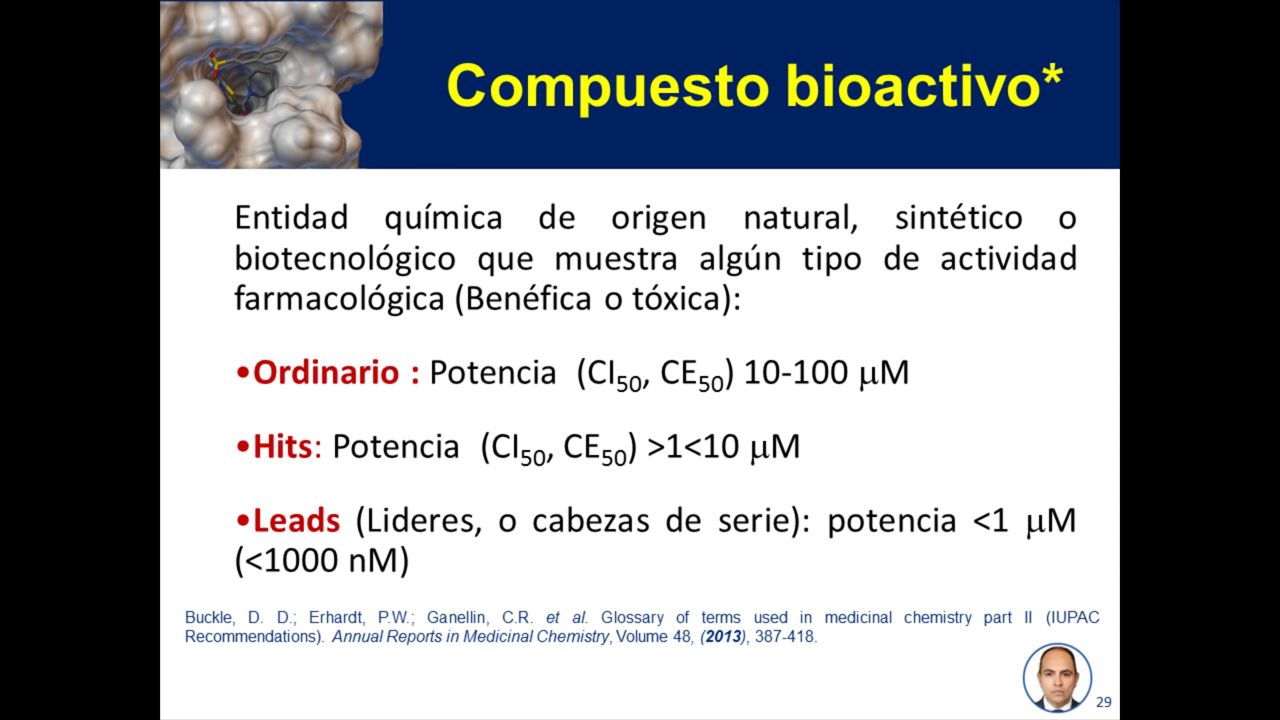 Compuesto bioactivo*
Entidad química de origen natural, sintético o
biotecnológico que muestra algún tipo de actividad
farmacológica (Benéfica o tóxica):
•Ordinario : Potencia (CI50, CE50) 10-100 μM
•Hits: Potencia (CI50, CE50) >1<10 μM
•Leads (Lideres, o cabezas de serie): potencia <1 μM
(<1000 nM)
Buckle, D. D.; Erhardt, P.W.; Ganellin, C.R. et al. Glossary of terms used in medicinal chemistry part II (IUPAC
Recommendations). Annual Reports in Medicinal Chemistry, Volume 48, (2013), 387-418.
29